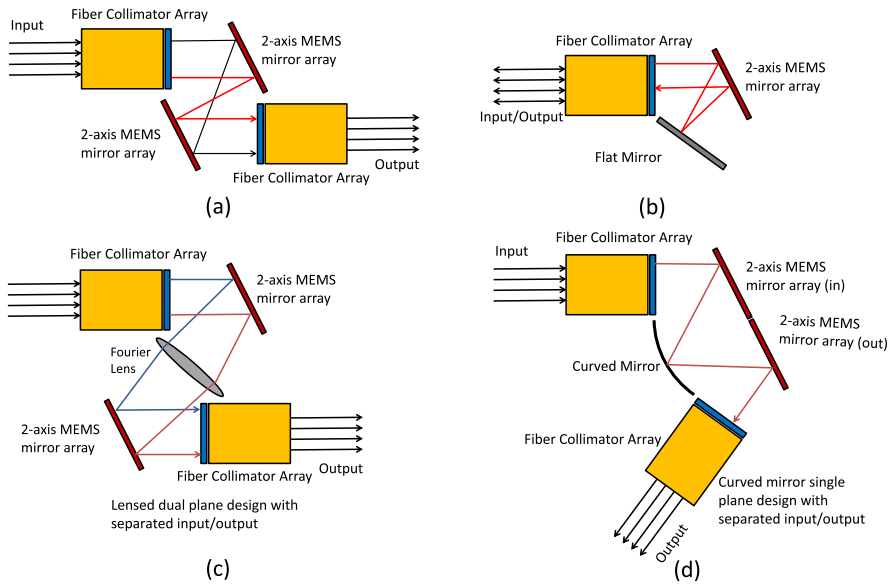 Fiber Collimator Array
Input
2-axis MEMS
mirror array
2-axis MEMS
mirror array
Output
Fiber Collimator Array
(a)
Fiber Collimator Array
2-axis MEMS
mirror array
Input/Output
Flat Mirror
(b)
Fiber Collimator Array
2-axis MEMS
mirror array
Fourier
Lens
2-axis MEMS
mirror array
Output
Fiber Collimator Array
Lensed dual plane design with
separated input/output
(c)
Fiber Collimator Array
Input
2-axis MEMS
mirror array (in)
2-axis MEMS
mirror array (out)
Curved Mirror
Fiber Collimator Array
Curved mirror single
plane design with
separated input/output
Output
(d)